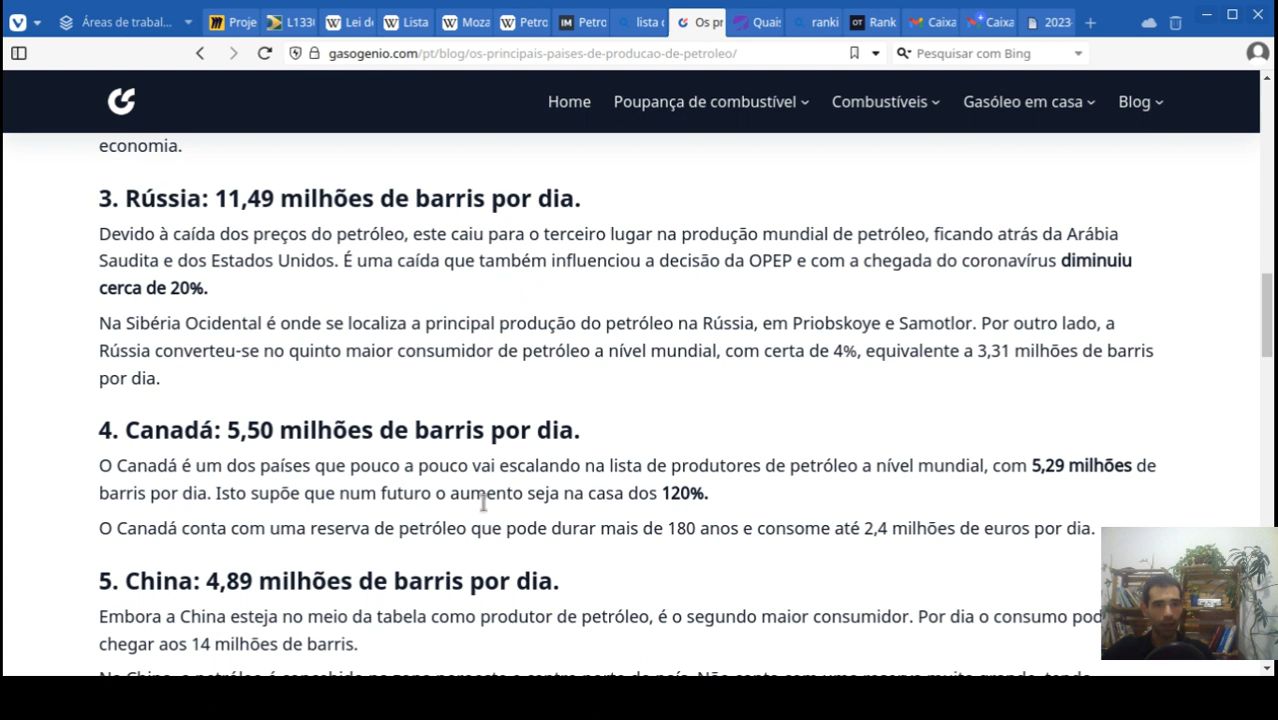 Áreas de trabal...
Proje
L133
Lei d
Lista
Moza
Petro
Petro
lista d
Os pr
Quais
ranki
Rank
Caixa
Caixa
2023-
gasogenio.com/pt/blog/os-principais-paises-de-producao-de-petroleo/
Pesquisar com Bing
Home
Poupança de combustível
Combustíveis
Gasóleo em casa
Blog
economia.
3. Rússia: 11,49 milhões de barris por dia.
Devido à caída dos preços do petróleo, este caiu para o terceiro lugar na produção mundial de petróleo, ficando atrás da Arábia
Saudita e dos Estados Unidos. É uma caída que também influenciou a decisão da OPEP e com a chegada do coronavírus diminuiu
cerca de 20%.
Na Sibéria Ocidental é onde se localiza a principal produção do petróleo na Rússia, em Priobskoye e Samotlor. Por outro lado, a
Rússia converteu-se no quinto maior consumidor de petróleo a nível mundial, com certa de 4%, equivalente a 3,31 milhões de barris
por dia.
4. Canadá: 5,50 milhões de barris por dia.
O Canadá é um dos países que pouco a pouco vai escalando na lista de produtores de petróleo a nível mundial, com 5,29 milhões de
barris por dia. Isto supõe que num futuro o aumento seja na casa dos 120%.
O Canadá conta com uma reserva de petróleo que pode durar mais de 180 anos e consome até 2,4 milhões de euros por dia.
5. China: 4,89 milhões de barris por dia.
Embora a China esteja no meio da tabela como produtor de petróleo, é o segundo maior consumidor. Por dia o consumo pod
chegar aos 14 milhões de barris.